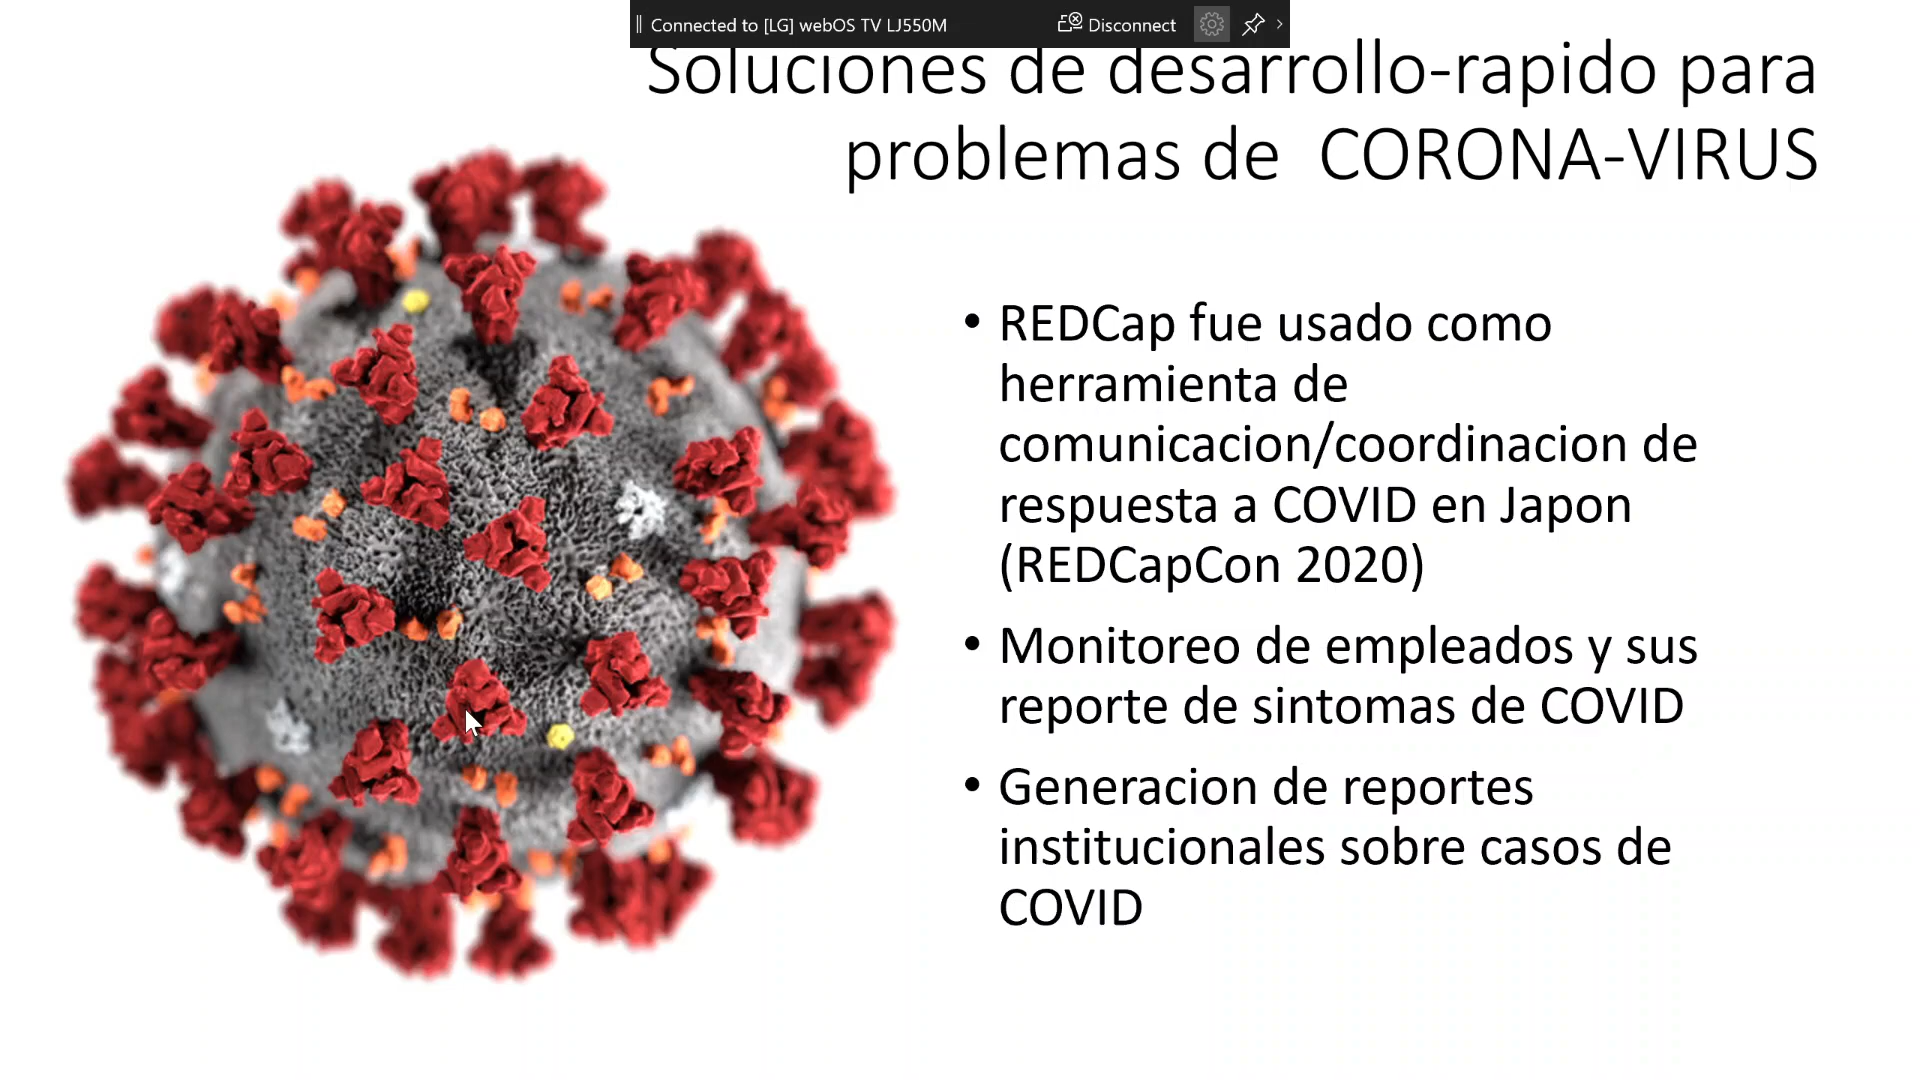 Connected to [LG] webOS TV LJ550M
Disconnect
Soluciones de desarrollo-rapido para
problemas de CORONA-VIRUS
• REDCap fue usado como
herramienta de
comunicacion/coordinacion de
respuesta a COVID en Japon
(REDCapCon 2020)
• Monitoreo de empleados y sus
reporte de sintomas de COVID
• Generacion de reportes
institucionales sobre casos de
COVID